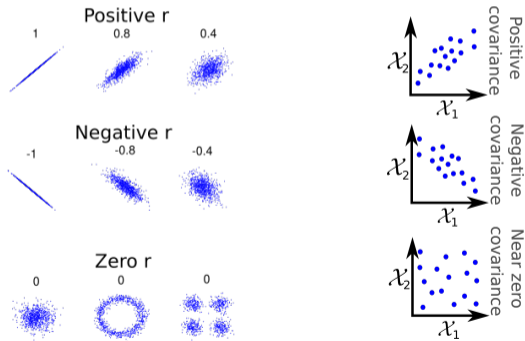 Positive r
1 0.8 0.4
Negative r
-1 -0.8 -0.4
Zero r
0 0 0
Positive
covariance
X2
X1
Negative
covariance
X2
X1
Near zero
covariance
X2
X1